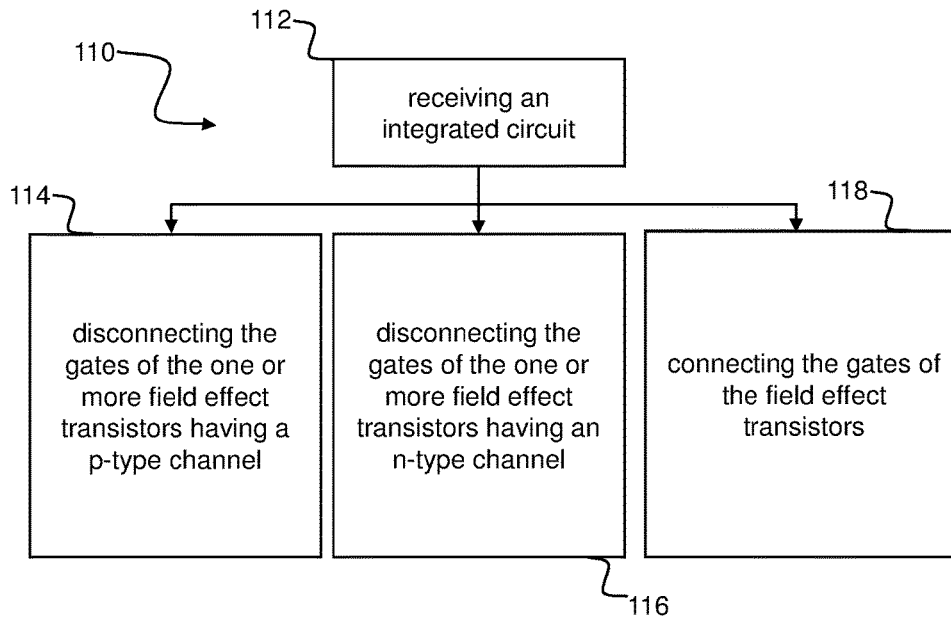 112
110
receiving an
integrated circuit
114
118
disconnecting the
gates of the one or
more field effect
transistors having a
p-type channel
disconnecting the
gates of the one or
more field effect
transistors having an
n-type channel
connecting the gates of
the field effect
transistors
116